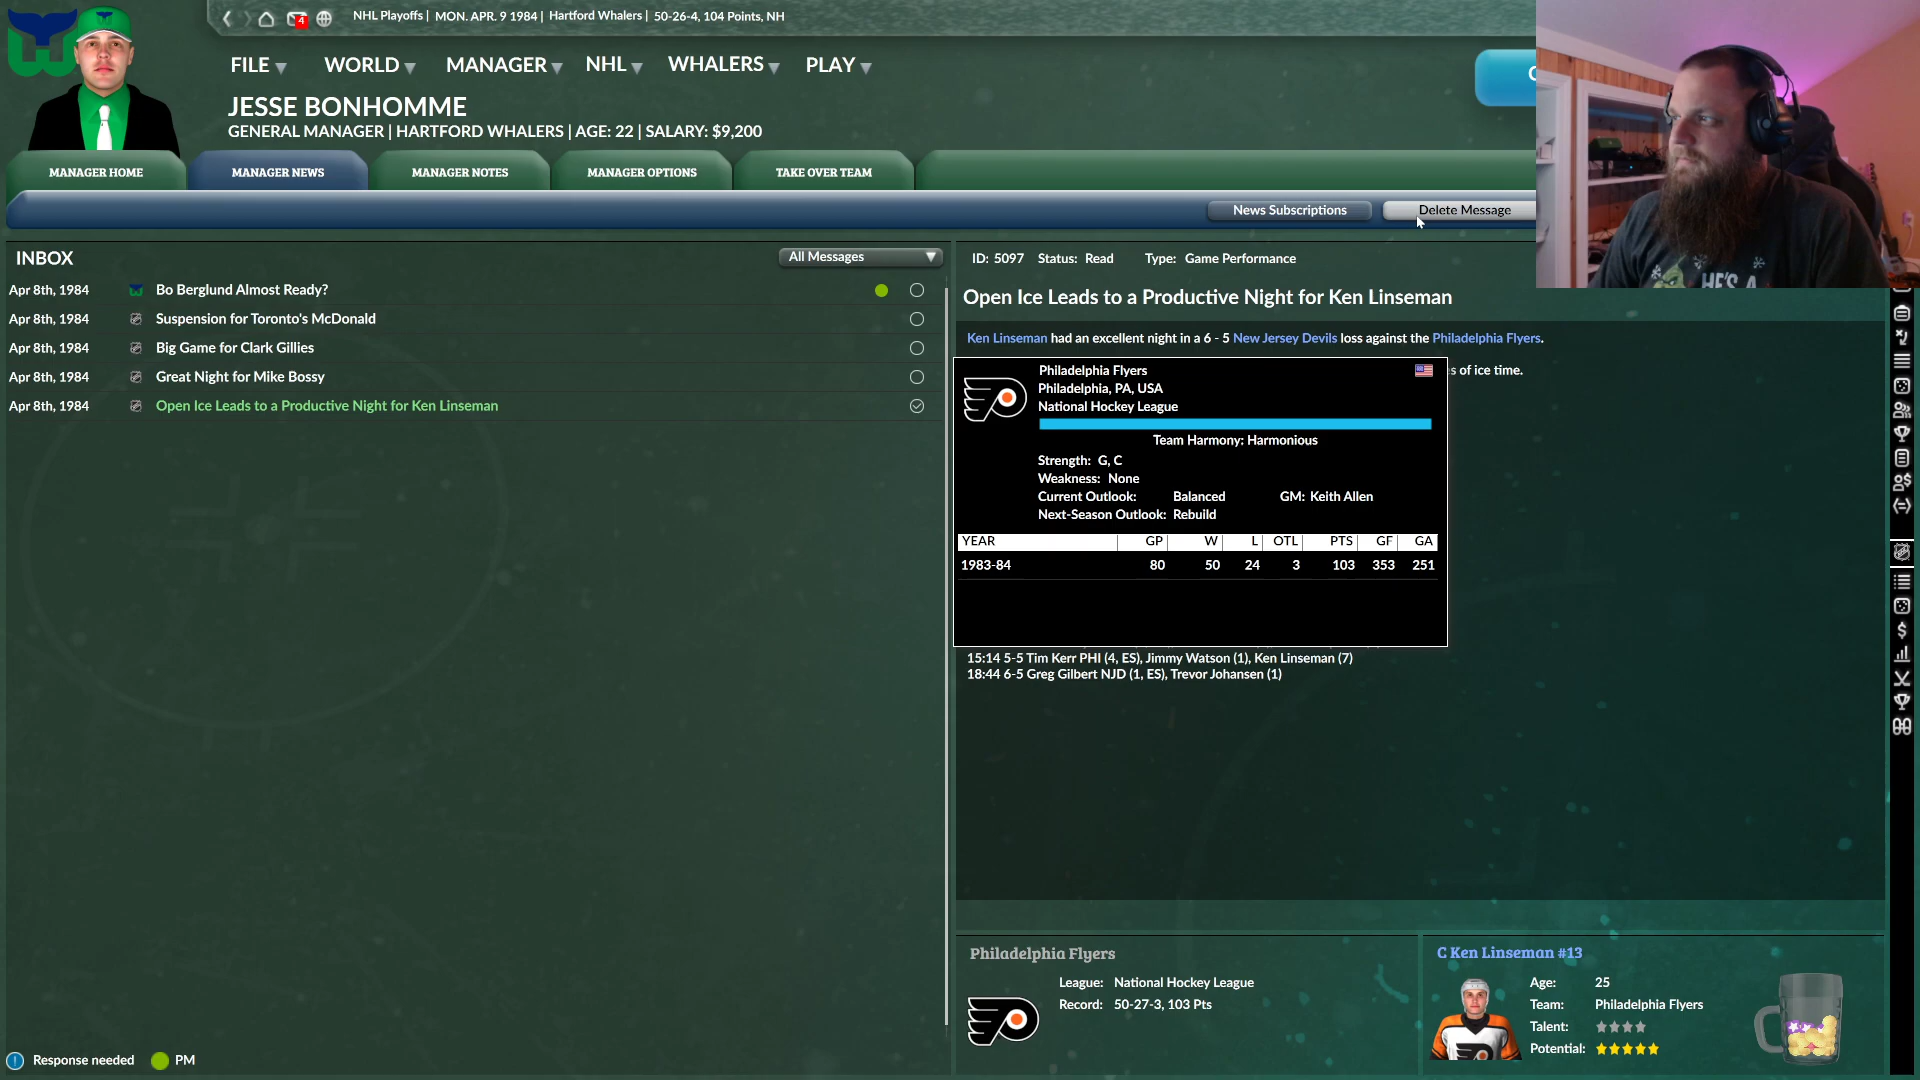 4
NHL Playoffs | MON. APR. 9 1984 | Hartford Whalers | 50-26-4, 104 Points, NH
FILE WORLD MANAGER NHL WHALERS PLAY
JESSE BONHOMME
GENERAL MANAGER | HARTFORD WHALERS | AGE: 22 | SALARY: $9,200
MANAGER HOME MANAGER NEWS MANAGER NOTES MANAGER OPTIONS TAKE OVER TEAM
News Subscriptions Delete Message
INBOX All Messages
Apr 8th, 1984 Bo Berglund Almost Ready?
Apr 8th, 1984 Suspension for Toronto's McDonald
Apr 8th, 1984 Big Game for Clark Gillies
Apr 8th, 1984 Great Night for Mike Bossy
Apr 8th, 1984 Open Ice Leads to a Productive Night for Ken Linseman
ID: 5097 Status: Read Type: Game Performance
Open Ice Leads to a Productive Night for Ken Linseman
Ken Linseman had an excellent night in a 6 - 5 New Jersey Devils loss against the Philadelphia Flyers.
s of ice time.
Philadelphia Flyers
Philadelphia, PA, USA
National Hockey League
Team Harmony: Harmonious
Strength: G, C
Weakness: None
Current Outlook: Balanced GM: Keith Allen
Next-Season Outlook: Rebuild
YEAR GP W L OTL PTS GF GA
1983-84 80 50 24 3 103 353 251
15:14 5-5 Tim Kerr PHI (4, ES), Jimmy Watson (1), Ken Linseman (7)
18:44 6-5 Greg Gilbert NJD (1, ES), Trevor Johansen (1)
Philadelphia Flyers
League: National Hockey League
Record: 50-27-3, 103 Pts
C Ken Linseman #13
Age: 25
Team: Philadelphia Flyers
Talent:
Potential:
Response needed PM
HE'S A